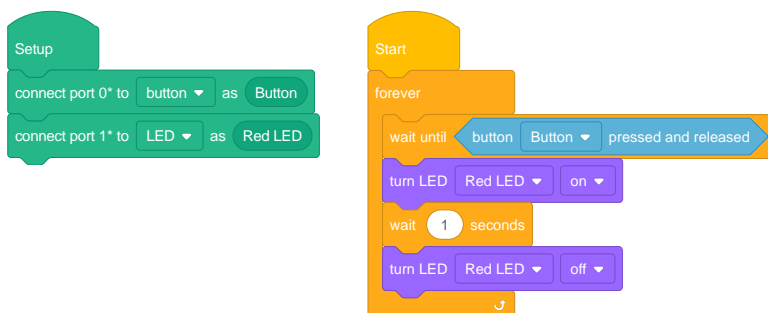 Setup
connect port 0* to button as Button
connect port 1* to LED as Red LED
Start
forever
wait until button Button pressed and released
turn LED Red LED on
wait 1 seconds
turn LED Red LED off